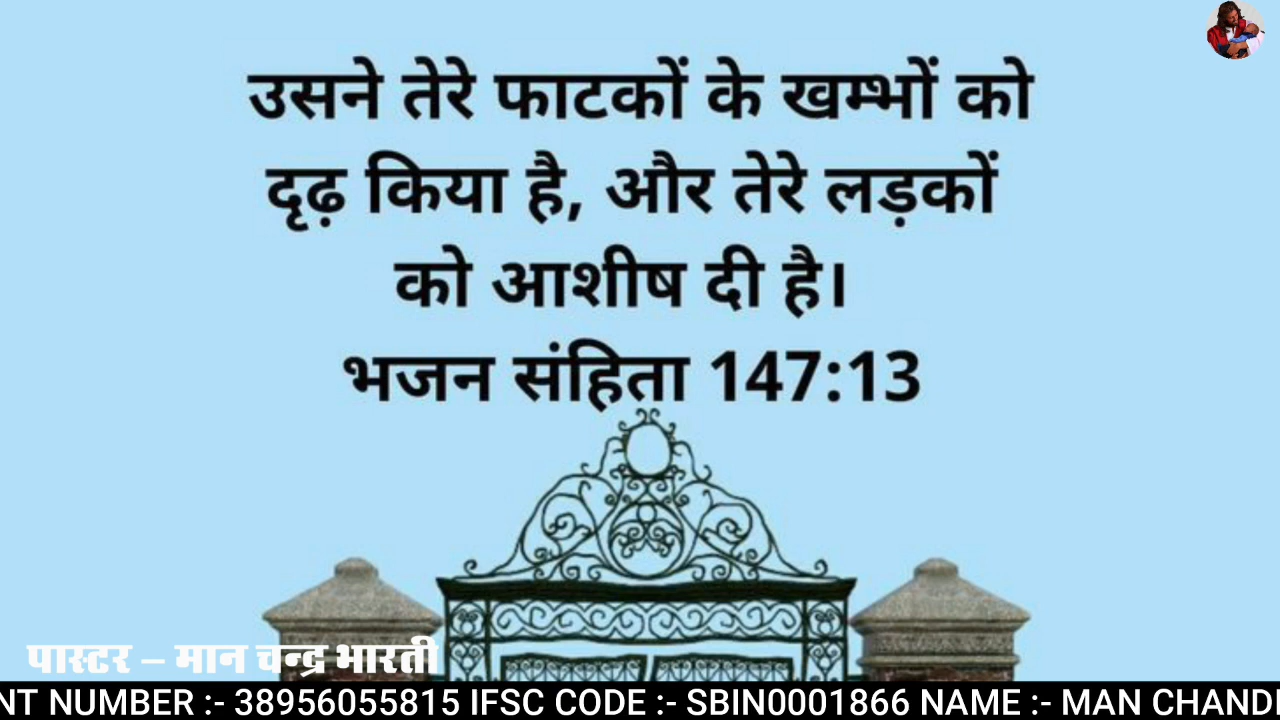 उसने तेरे फाटकों के खम्भों को
दृढ़ किया है, और तेरे लड़कों
को आशीष दी है।
भजन संहिता 147:13
पास्टर – मान चन्द्र भारती
NT NUMBER :- 38956055815 IFSC CODE :- SBIN0001866 NAME :- MAN CHAND